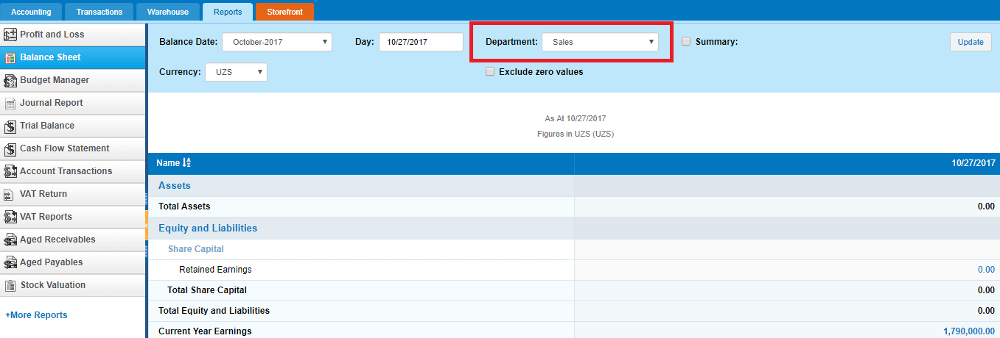 Accounting Transactions Warehouse Reports Storefront
Profit and Loss
Balance Sheet
Budget Manager
Journal Report
Trial Balance
Cash Flow Statement
Account Transactions
VAT Return
VAT Reports
Aged Receivables
Aged Payables
Stock Valuation
+More Reports
Balance Date: October-2017 Day: 10/27/2017 Department: Sales Summary: Update
Currency: UZS Exclude zero values
As At 10/27/2017
Figures in UZS (UZS)
Name 10/27/2017
Assets
Total Assets 0.00
Equity and Liabilities
Share Capital
Retained Earnings 0.00
Total Share Capital 0.00
Total Equity and Liabilities 0.00
Current Year Earnings 1,790,000.00